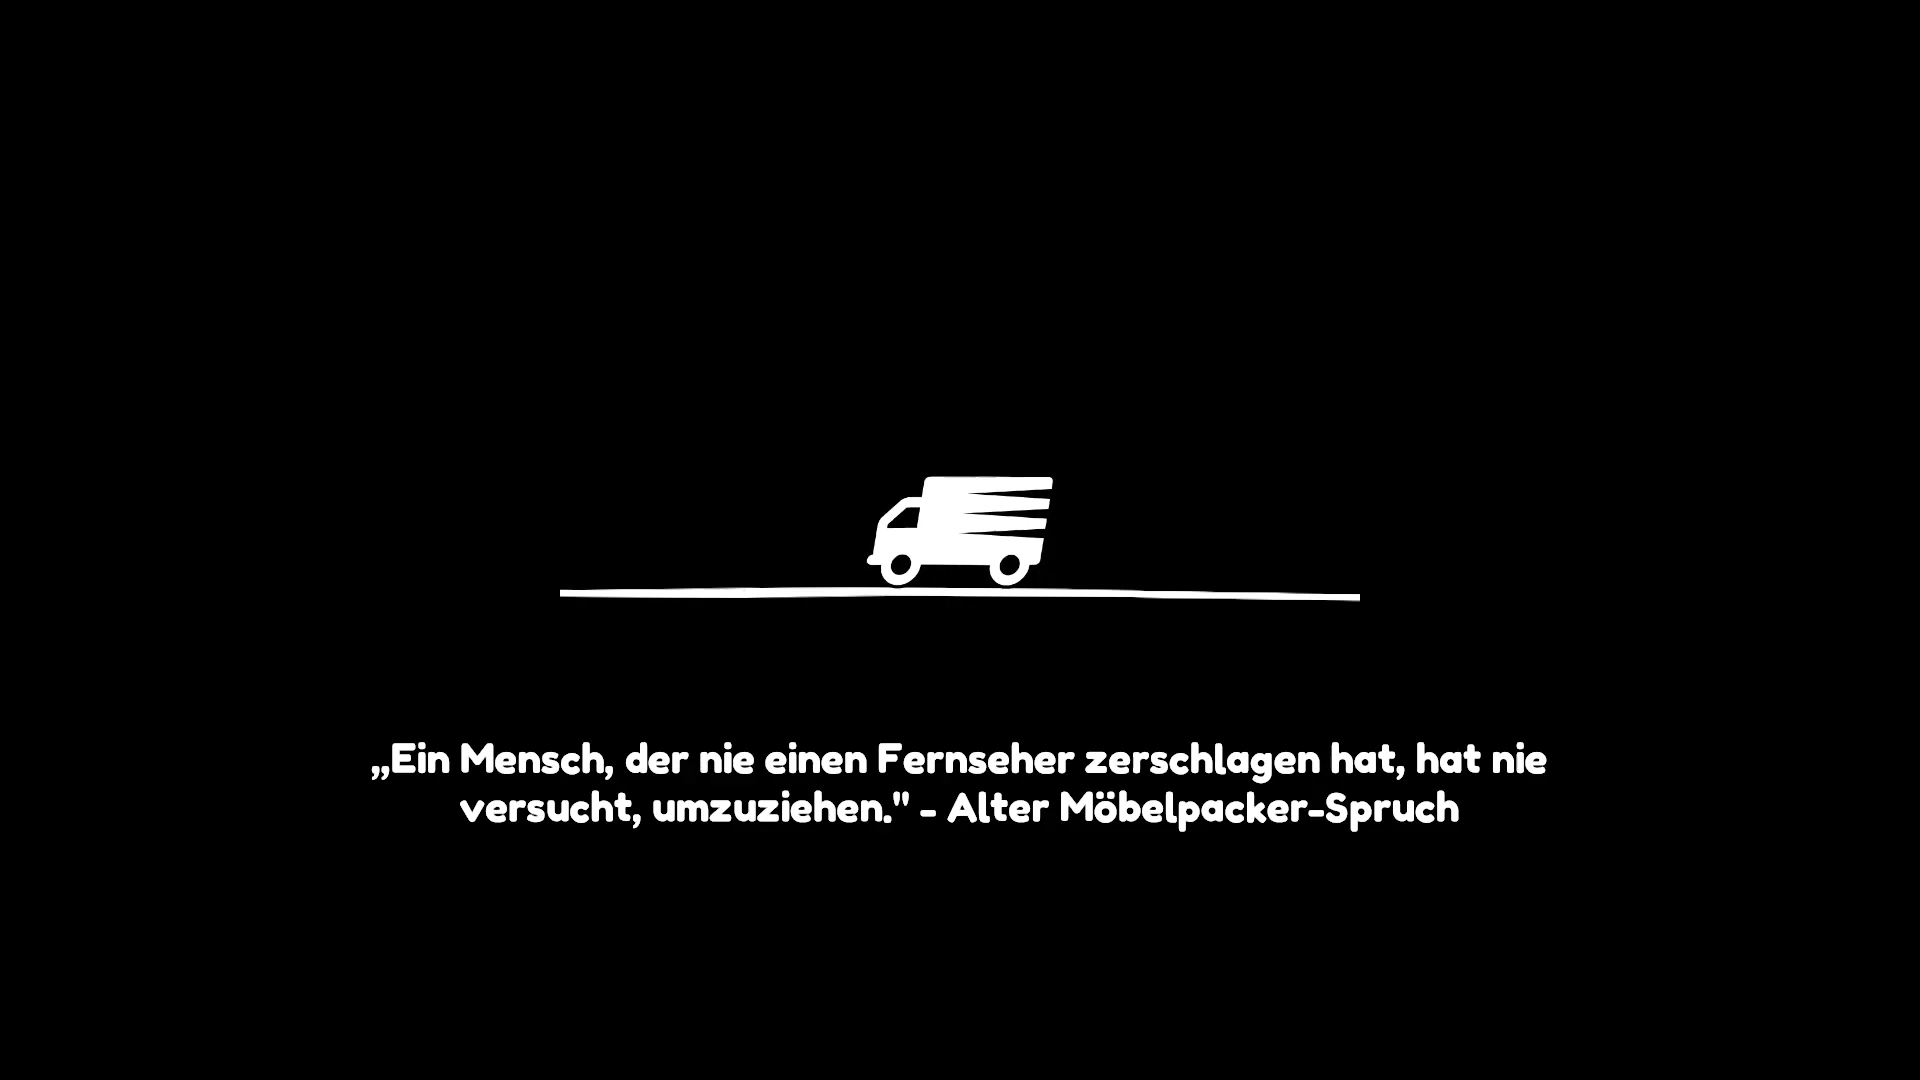 „Ein Mensch, der nie einen Fernseher zerschlagen hat, hat nie
versucht, umzuziehen." - Alter Möbelpacker-Spruch